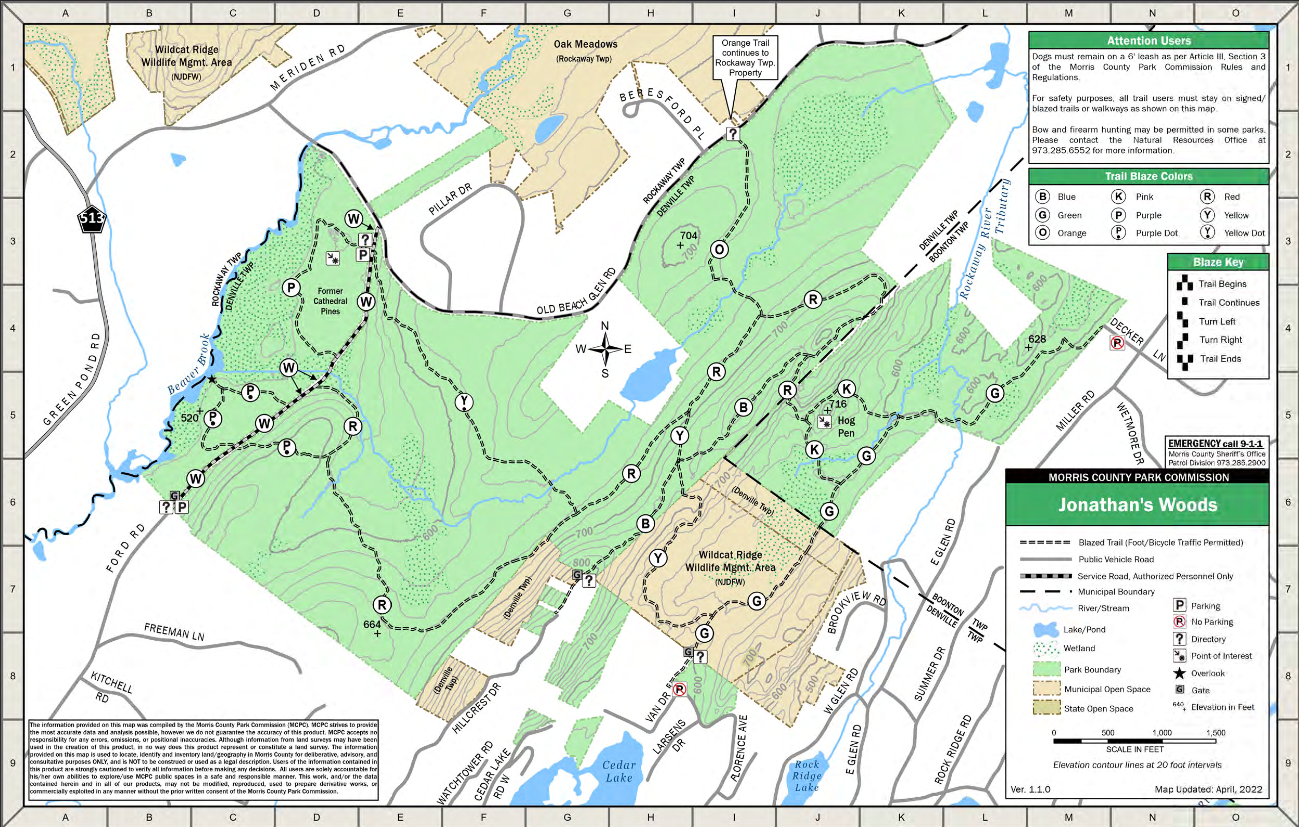 A B C D E F G H I J K L M N O
1
2
3
4
5
6
7
8
9
Wildcat Ridge
Wildlife Mgmt. Area
(NJDFW)
MERIDEN RD
Oak Meadows
(Rockaway Twp)
BERESFORD PL
Orange Trail
continues to
Rockaway Twp.
Property
?
513
PILLAR DR
ROCKAWAY TWP
DENVILLE TWP
704
700
O
W
?
P
ROCKAWAY TWP
DENVILLE TWP
P
Former
Cathedral
Pines
W
OLD BEACH GLEN RD
R
700
DENVILLE TWP
BOONTON TWP
Rockaway River
Tributary
600
600
600
628
DECKER
LN
P
N
W E
S
GREEN POND RD
Beaver Brook
W
P
P
520
W
P
R
Y
R
B
Y
R
R
K
716
Hog
Pen
K
G
G
600
600
MILLER RD
WETMORE DR
W
G
? P
FORD RD
600
700
B
700
(Denville Twp)
G
Wildcat Ridge
Wildlife Mgmt. Area
(NJDFW)
Y
G
800
G
?
(Denville Twp)
R
664
G
G
?
R
700
600
700
600
500
BROOKVIEW RD
E GLEN RD
BOONTON TWP
DENVILLE TWP
FREEMAN LN
KITCHELL
RD
(Denville
Twp)
HILLCREST DR
VAN DR
LARSENS
DR
FLORENCE AVE
W GLEN RD
SUMMER DR
E GLEN RD
ROCK RIDGE RD
WATCHTOWER RD
CEDAR LAKE
RD W
Cedar
Lake
Rock
Ridge
Lake
Attention Users
Dogs must remain on a 6' leash as per Article III, Section 3
of the Morris County Park Commission Rules and
Regulations.
For safety purposes, all trail users must stay on signed/
blazed trails or walkways as shown on this map.
Bow and firearm hunting may be permitted in some parks.
Please contact the Natural Resources Office at
973.285.6552 for more information.
Trail Blaze Colors
B Blue K Pink R Red
G Green P Purple Y Yellow
O Orange P Purple Dot Y Yellow Dot
Blaze Key
Trail Begins
Trail Continues
Turn Left
Turn Right
Trail Ends
EMERGENCY call 9-1-1
Morris County Sheriff's Office
Patrol Division 973.285.2900
MORRIS COUNTY PARK COMMISSION
Jonathan's Woods
Blazed Trail (Foot/Bicycle Traffic Permitted)
Public Vehicle Road
Service Road, Authorized Personnel Only
Municipal Boundary
River/Stream
Lake/Pond
Wetland
Park Boundary
Municipal Open Space
State Open Space
P Parking
R No Parking
? Directory
Point of Interest
Overlook
G Gate
640 Elevation in Feet
0 500 1,000 1,500
SCALE IN FEET
Elevation contour lines at 20 foot intervals
Ver. 1.1.0 Map Updated: April, 2022
The information provided on this map was compiled by the Morris County Park Commission (MCPC). MCPC strives to provide
the most accurate data and analysis possible, however we do not guarantee the accuracy of this product. MCPC accepts no
responsibility for any errors, omissions, or positional inaccuracies. Although information from land surveys may have been
used in the creation of this product, in no way does this product represent or constitute a land survey. The information
provided on this map is used to locate, identify and inventory land/geography in Morris County for deliberative, advisory, and
consultative purposes ONLY, and is NOT to be construed or used as a legal description. Users of the information contained in
this product are strongly cautioned to verify all information before making any decisions. All users are solely accountable for
his/her own abilities to explore/use MCPC public spaces in a safe and responsible manner. This work, and/or the data
contained herein and in all of our products, may not be modified, reproduced, used to prepare derivative works, or
commercially exploited in any manner without the prior written consent of the Morris County Park Commission.
A B C D E F G H I J K L M N O